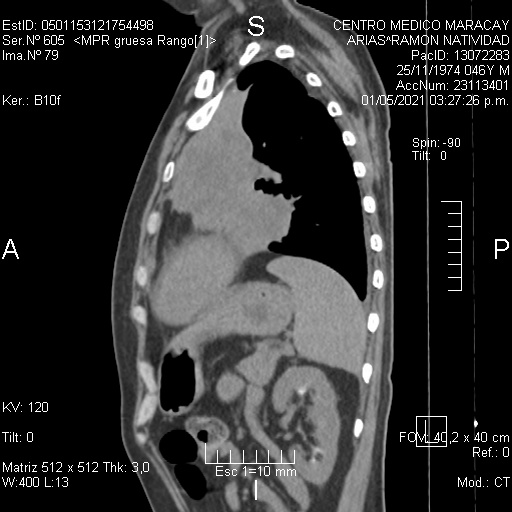 EstID: 0501153121754498
Ser.Nº 605 <MPR gruesa Rango[1]>
Ima.Nº 79
Ker.: B10f
S
CENTRO MEDICO MARACAY
ARIAS^RAMON NATIVIDAD
PacID: 13072283
25/11/1974 046Y M
AccNum: 23113401
01/05/2021 03:27:26 p.m.
Spin: -90
Tilt: 0
A
P
KV: 120
Tilt: 0
Matriz 512 x 512 Thk: 3,0
W:400 L:13
Esc 1=10 mm
I
FOM: 40,2 x 40 cm
Ref.: 0
Mod.: CT